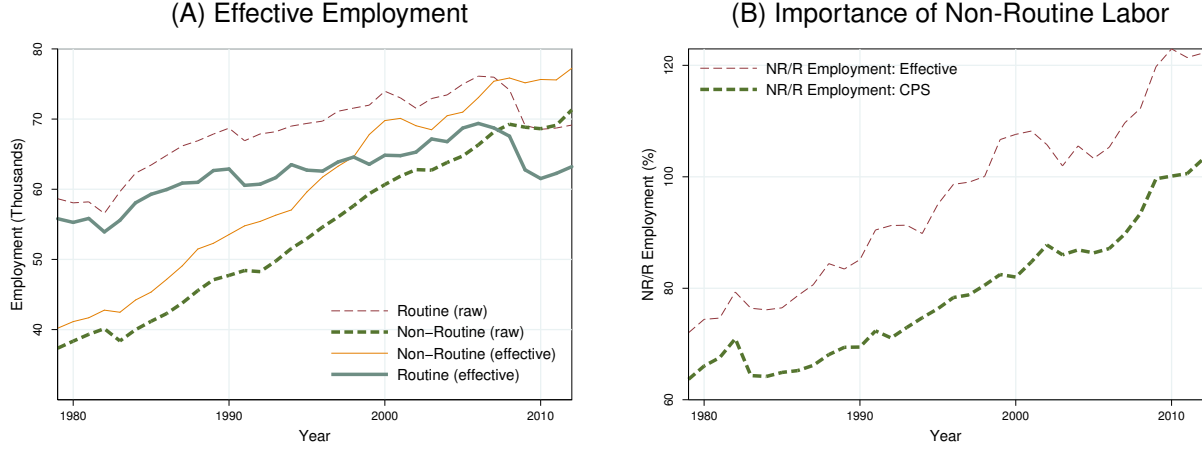 (A) Effective Employment
Employment (Thousands)
80
70
60
50
40
Routine (raw)
Non−Routine (raw)
Non−Routine (effective)
Routine (effective)
1980 1990 2000 2010
Year
(B) Importance of Non-Routine Labor
NR/R Employment (%)
120
100
80
60
NR/R Employment: Effective
NR/R Employment: CPS
1980 1990 2000 2010
Year